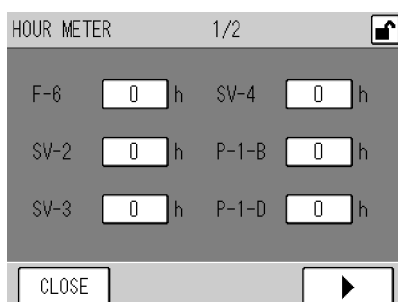 HOUR METER 1/2
F-6 0 h SV-4 0 h
SV-2 0 h P-1-B 0 h
SV-3 0 h P-1-D 0 h
CLOSE